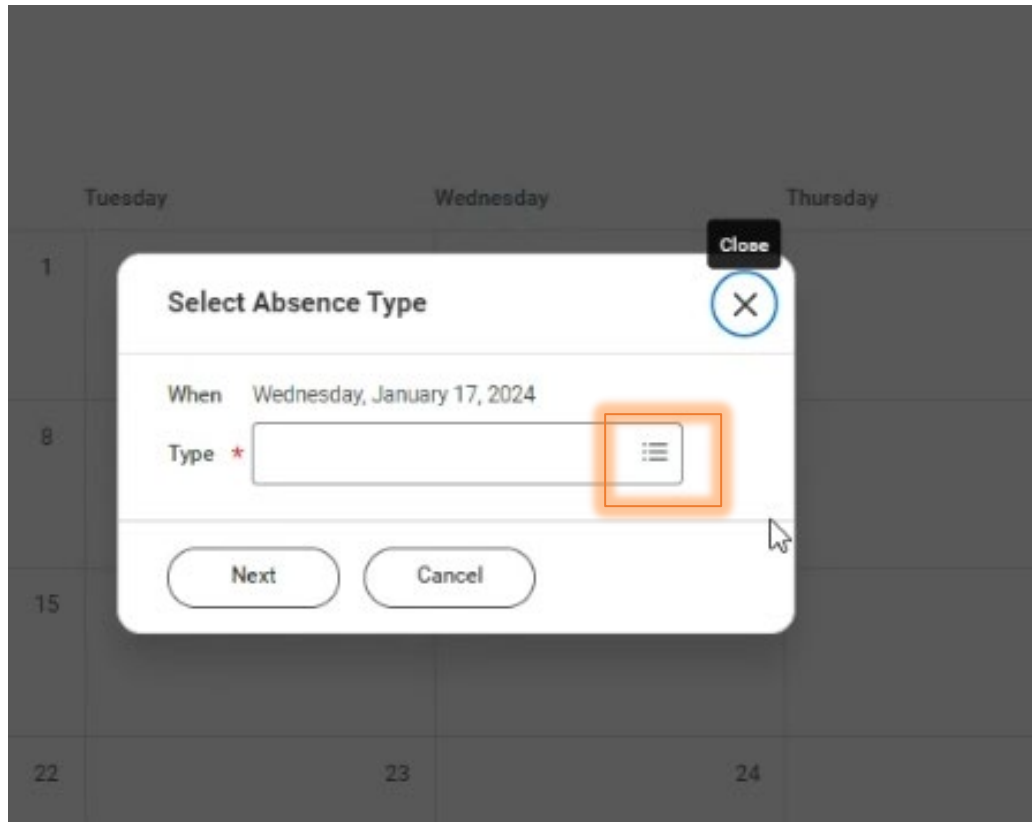 Tuesday Wednesday Thursday
Close
1
Select Absence Type
When Wednesday, January 17, 2024
8
Type *
Next Cancel
15
22 23 24